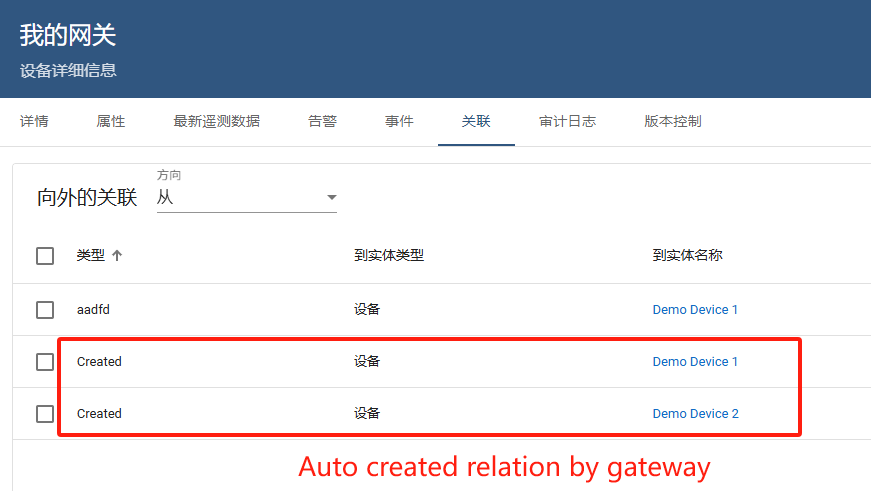 我的网关
设备详细信息
详情 属性 最新遥测数据 告警 事件 关联 审计日志 版本控制
方向
向外的关联 从
类型 到实体类型 到实体名称
aadfd 设备 Demo Device 1
Created 设备 Demo Device 1
Created 设备 Demo Device 2
Auto created relation by gateway